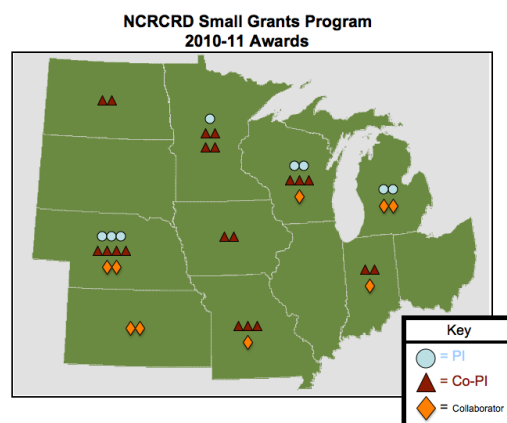 NCRCRD Small Grants Program
2010-11 Awards
Key
= PI
= Co-PI
= Collaborator